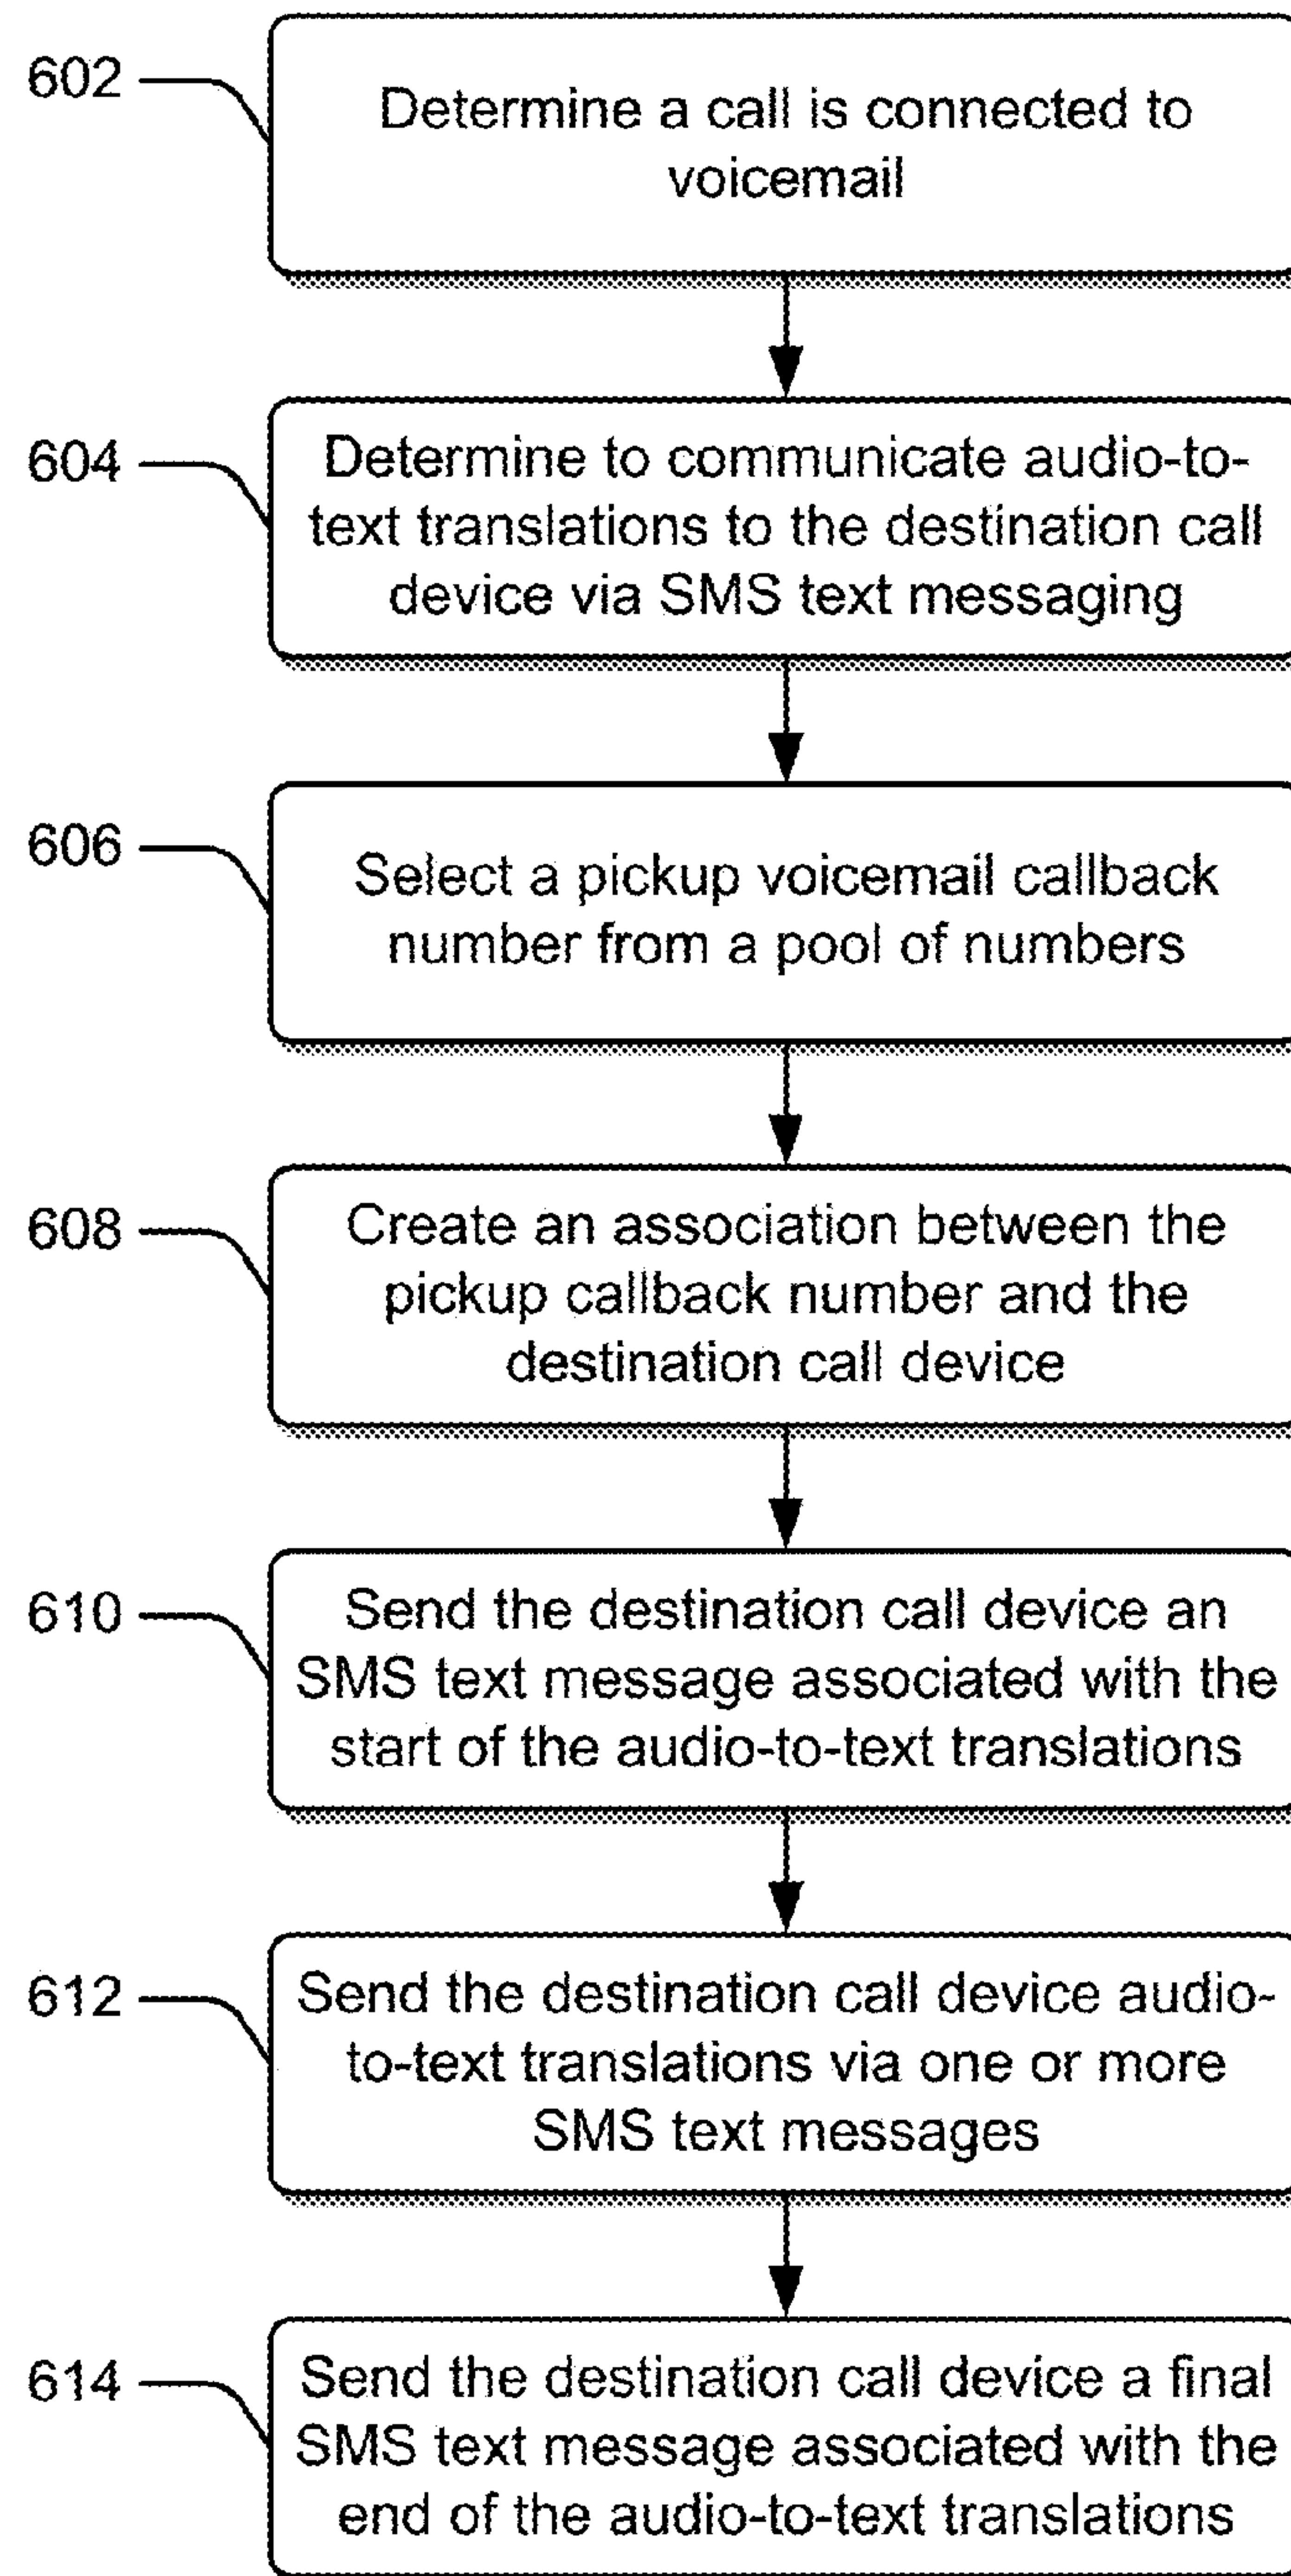 602
Determine a call is connected to
voicemail
604
Determine to communicate audio-to-
text translations to the destination call
device via SMS text messaging
606
Select a pickup voicemail callback
number from a pool of numbers
608
Create an association between the
pickup callback number and the
destination call device
610
Send the destination call device an
SMS text message associated with the
start of the audio-to-text translations
612
Send the destination call device audio-
to-text translations via one or more
SMS text messages
614
Send the destination call device a final
SMS text message associated with the
end of the audio-to-text translations